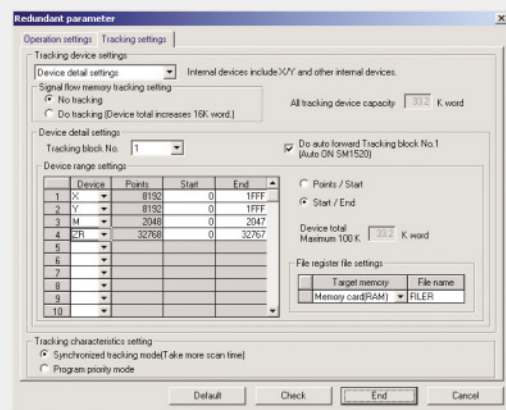 Redundant parameter
Operation settings Tracking settings
Tracking device settings
Device detail settings Internal devices include X/Y and other internal devices.
Signal flow memory tracking setting
No tracking
Do tracking (Device total increases 16K word.)
All tracking device capacity 33.2 K word
Device detail settings
Tracking block No. 1
Do auto forward Tracking block No.1
(Auto ON SM1520)
Device range settings
Device Points Start End
1 X 8192 0 1FFF
2 Y 8192 0 1FFF
3 M 2048 0 2047
4 ZR 32768 0 32767
5
6
7
8
9
10
Points / Start
Start / End
Device total
Maximum 100 K 33.2 K word
File register file settings
Target memory File name
Memory card(RAM) FILER
Tracking characteristics setting
Synchronized tracking mode(Take more scan time)
Program priority mode
Default Check End Cancel